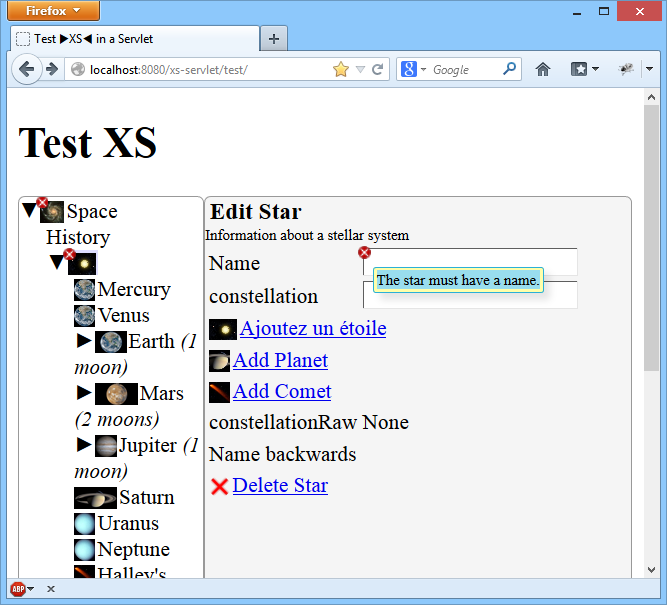 Firefox
Test ▶XS◀ in a Servlet
localhost:8080/xs-servlet/test/
Google
Test XS
Space
History
Mercury
Venus
Earth (1
moon)
Mars
(2 moons)
Jupiter (1
moon)
Saturn
Uranus
Neptune
Halley's
Edit Star
Information about a stellar system
Name
The star must have a name.
constellation
Ajoutez un étoile
Add Planet
Add Comet
constellationRaw None
Name backwards
Delete Star
ABP